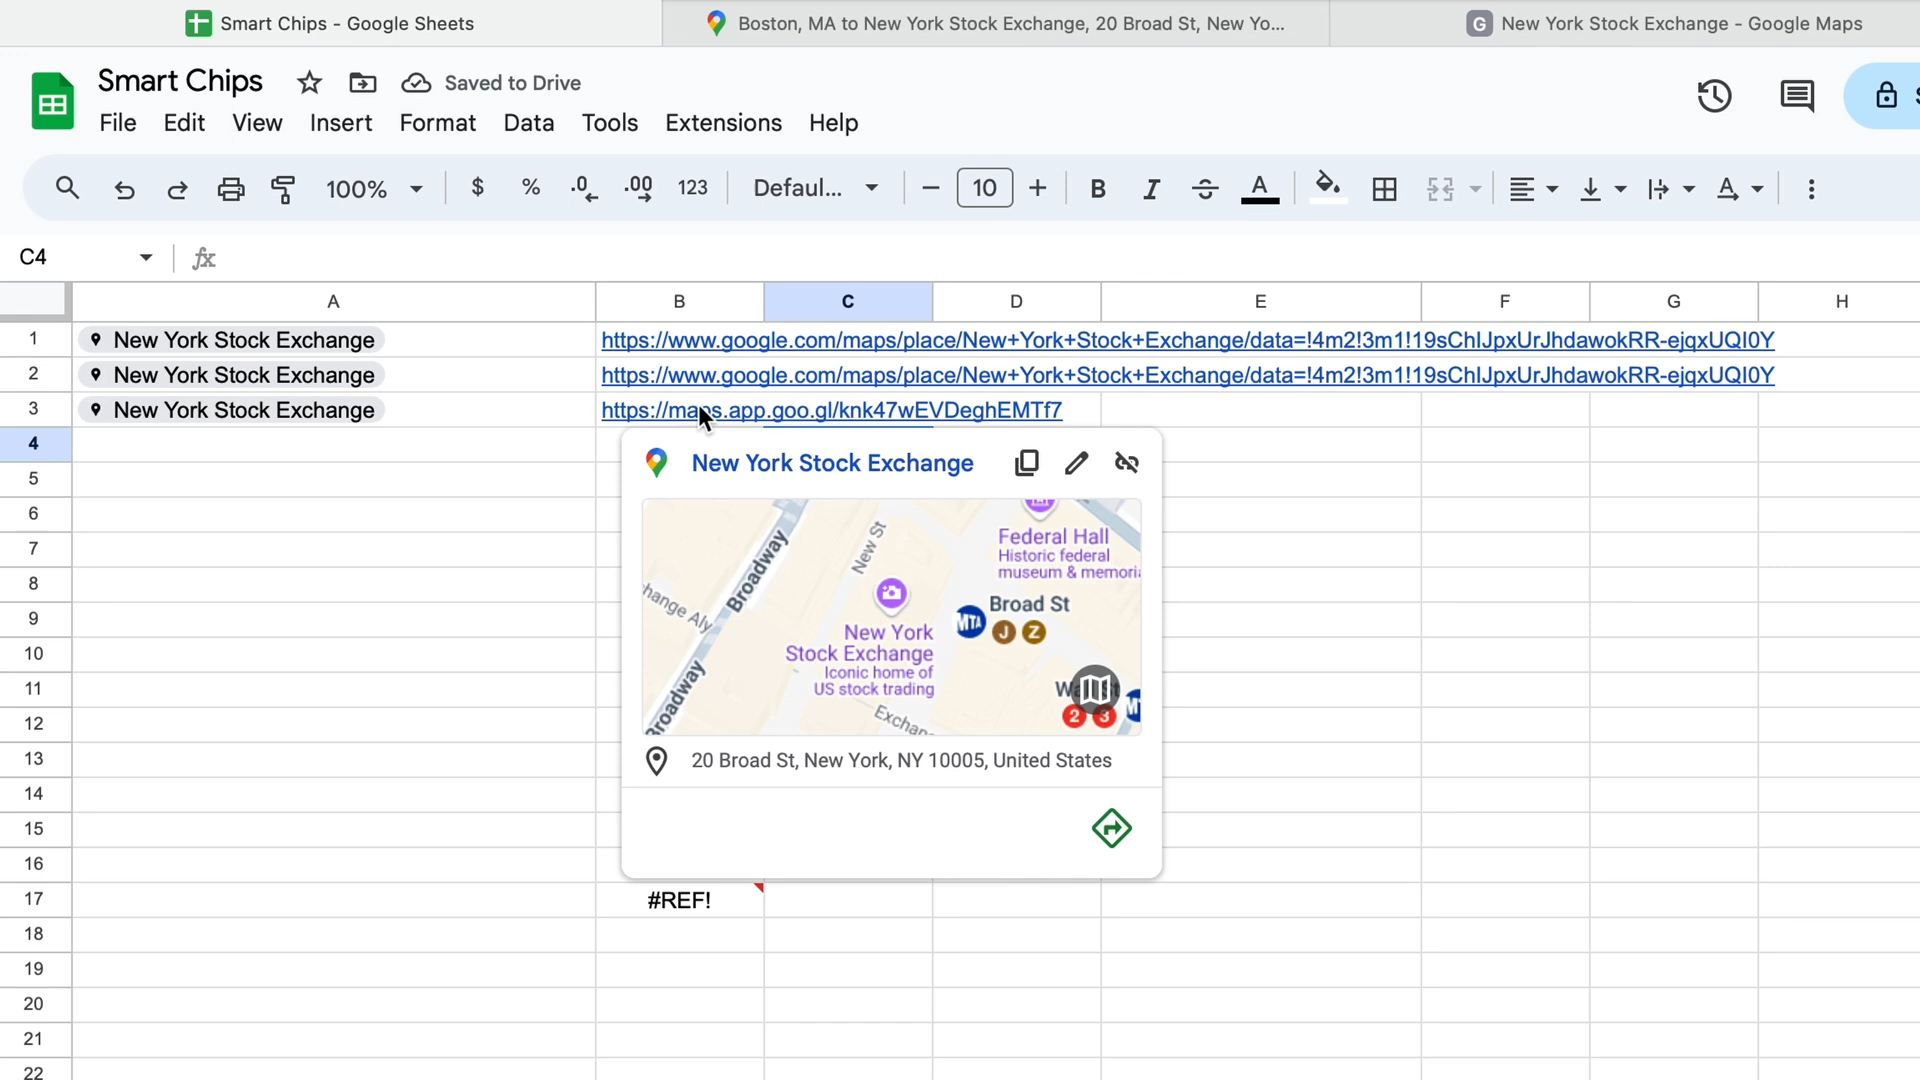 Smart Chips - Google Sheets
Boston, MA to New York Stock Exchange, 20 Broad St, New Yo...
G New York Stock Exchange - Google Maps
Smart Chips
Saved to Drive
File Edit View Insert Format Data Tools Extensions Help
100% $ % .0 .00 123 Defaul... 10 B I A
C4 fx
A B C D E F G H
1 New York Stock Exchange https://www.google.com/maps/place/New+York+Stock+Exchange/data=!4m2!3m1!19sChIJpxUrJhdawokRR-ejqxUQI0Y
2 New York Stock Exchange https://www.google.com/maps/place/New+York+Stock+Exchange/data=!4m2!3m1!19sChIJpxUrJhdawokRR-ejqxUQI0Y
3 New York Stock Exchange https://maps.app.goo.gl/knk47wEVDeghEMTf7
4
New York Stock Exchange
5
6
7
8
9
10
11
12
13
14
15
16
Broadway
New St
Federal Hall
Historic federal
museum & memori
hange Aly
MTA
Broad St
J Z
New York
Stock Exchange
Iconic home of
US stock trading
Broadway
2 3
20 Broad St, New York, NY 10005, United States
17 #REF!
18
19
20
21
22